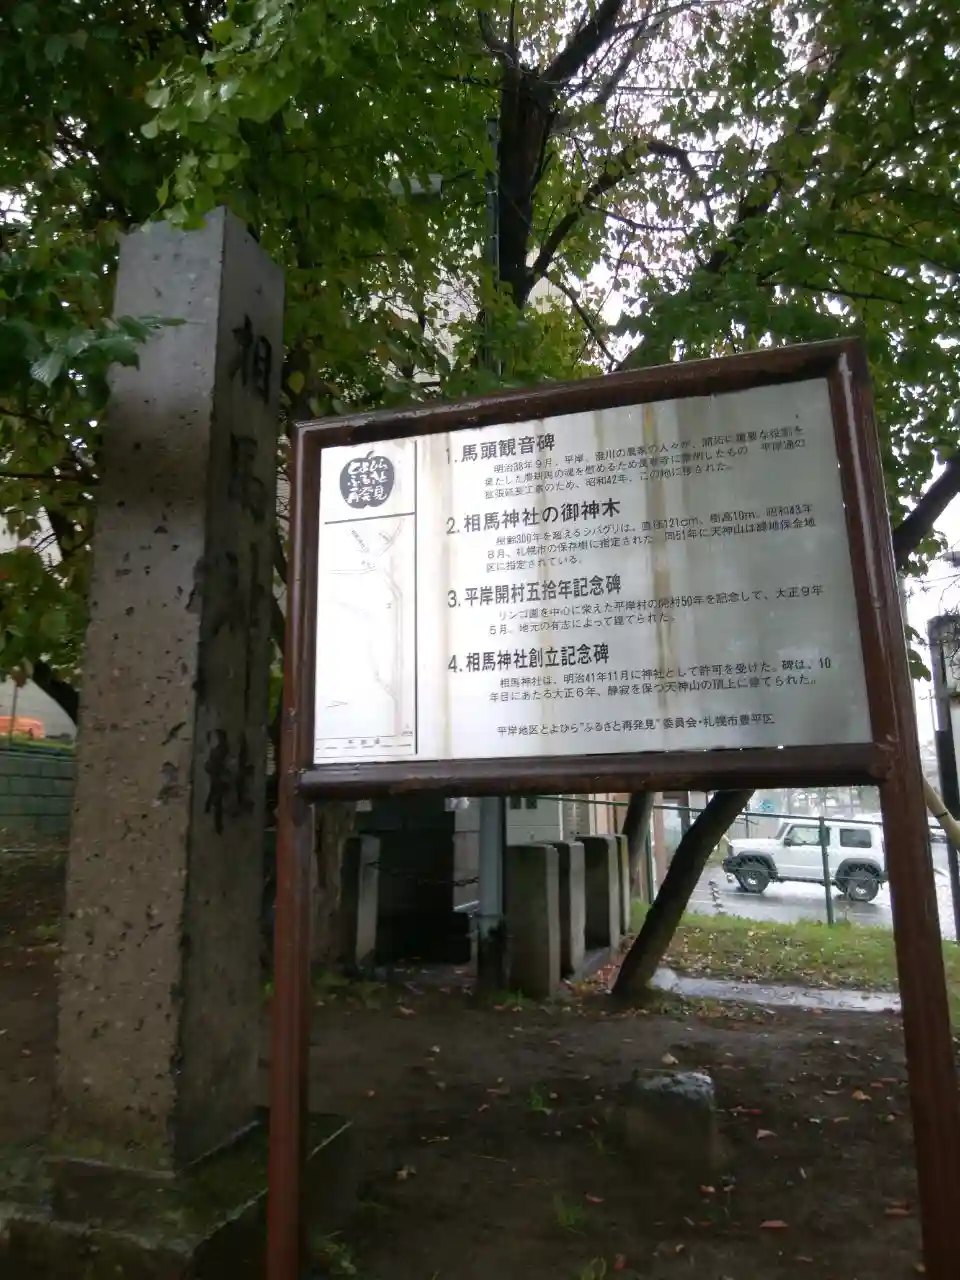 相馬神社
とよひら
ふるさと
再発見
1.馬頭観音碑
明治38年9月、平岸、澄川の農家の人々が、開拓に重要な役割を
果たした農耕馬の魂を慰めるため
に建
したもの 平岸通の
拡張延長工事のため、昭和42年、この地に移された。
2.相馬神社の御神木
樹齢300年を超えるシバグリは、直径121cm、樹高10m。昭和43年
8月、札幌市の保存樹に指定された 同51年に天神山は緑地保全地
区に指定されている。
3.平岸開村五拾年記念碑
リンゴ園を中心に栄えた平岸村の開村50年を記念して、大正9年
5月、地元の有志によって建てられた。
4.相馬神社創立記念碑
相馬神社は、明治41年11月に神社として許可を受けた。碑は、10
年目にあたる大正6年、静寂を保つ天神山の頂上に建てられた。
平岸地区とよひら"ふるさと再発見"委員会・札幌市豊平区